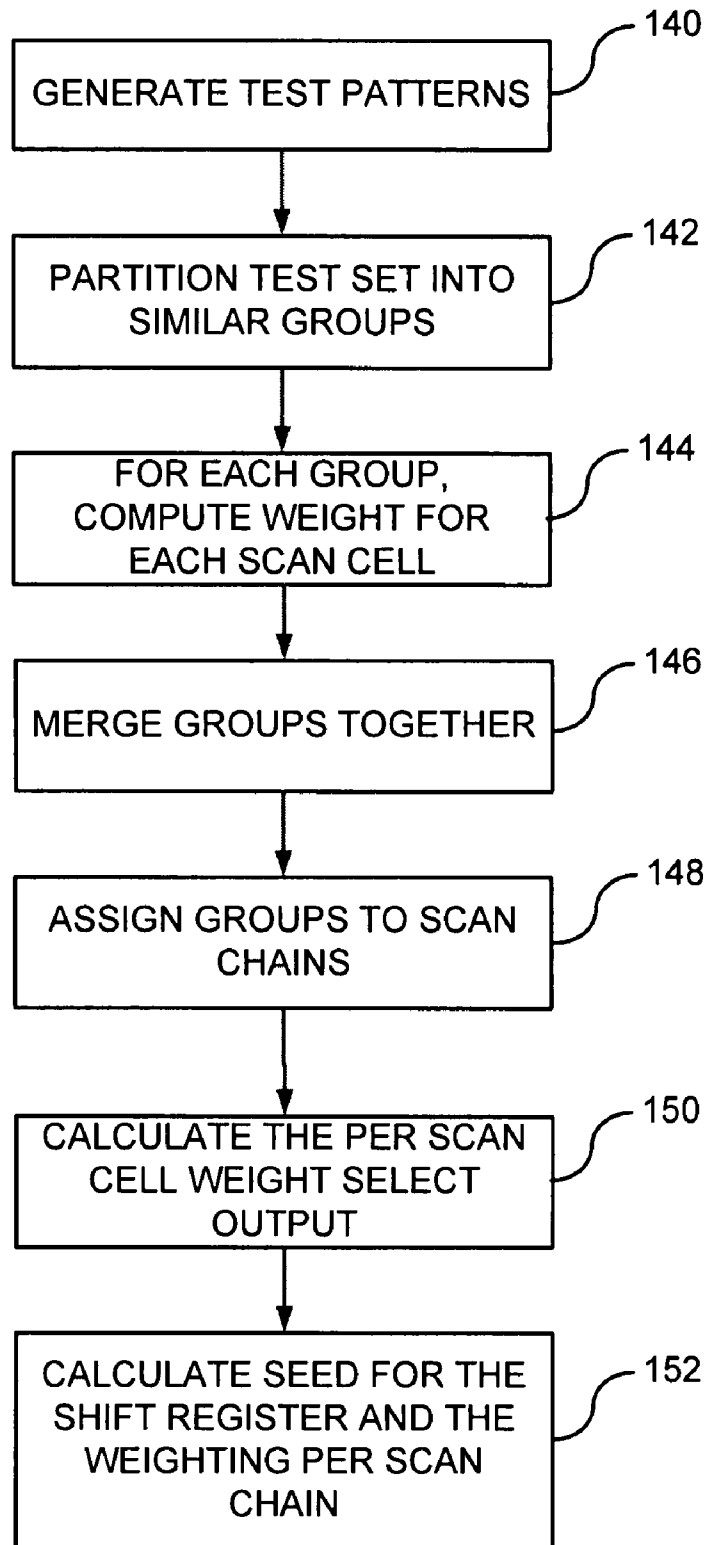 140
GENERATE TEST PATTERNS
142
PARTITION TEST SET INTO
SIMILAR GROUPS
144
FOR EACH GROUP,
COMPUTE WEIGHT FOR
EACH SCAN CELL
146
MERGE GROUPS TOGETHER
148
ASSIGN GROUPS TO SCAN
CHAINS
150
CALCULATE THE PER SCAN
CELL WEIGHT SELECT
OUTPUT
152
CALCULATE SEED FOR THE
SHIFT REGISTER AND THE
WEIGHTING PER SCAN
CHAIN